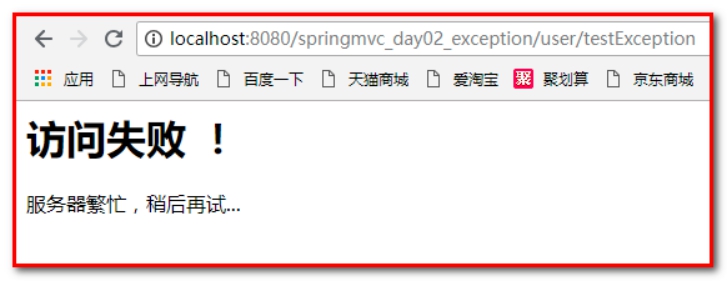 localhost:8080/springmvc_day02_exception/user/testException
应用 上网导航 百度一下 天猫商城 爱淘宝 聚 聚划算 京东商城
访问失败 ！
服务器繁忙，稍后再试...